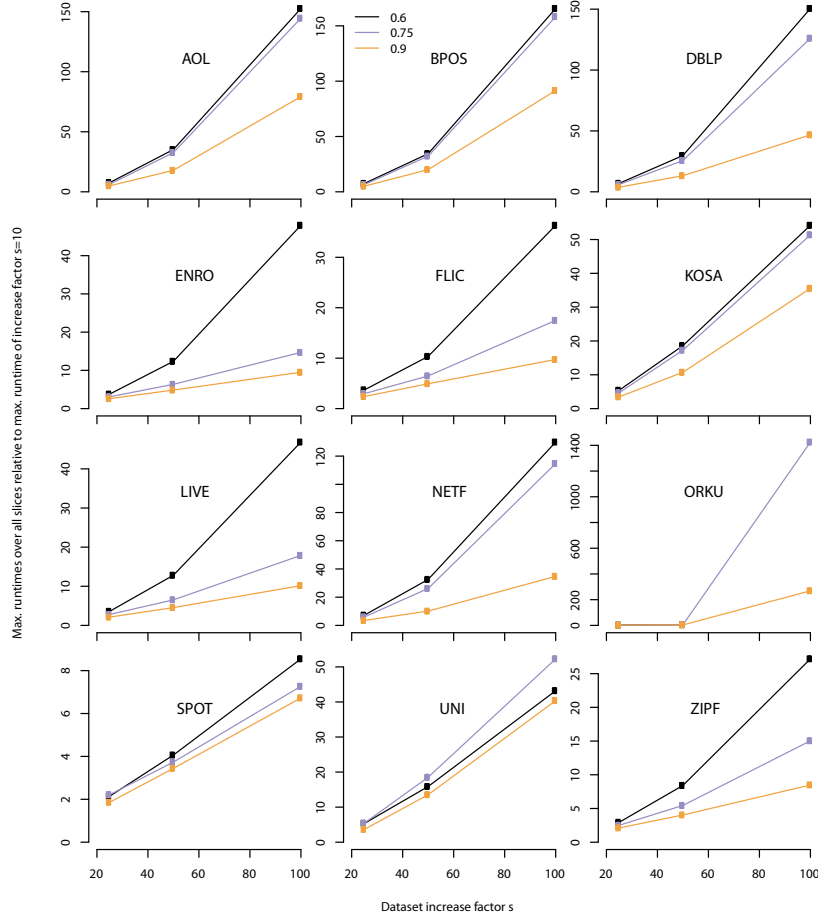 Max. runtimes over all slices relative to max. runtime of increase factor s=10
AOL
0 50 100 150
BPOS
0.6
0.75
0.9
0 50 100 150
DBLP
0 50 100 150
ENRO
0 10 20 30 40
FLIC
0 10 20 30
KOSA
0 10 20 30 40 50
LIVE
0 10 20 30 40
NETF
0 20 40 60 80 100 120
ORKU
0 200 600 1000 1400
SPOT
0 2 4 6 8
20 40 60 80 100
UNI
0 10 20 30 40 50
20 40 60 80 100
ZIPF
0 5 10 15 20 25
20 40 60 80 100
Dataset increase factor s